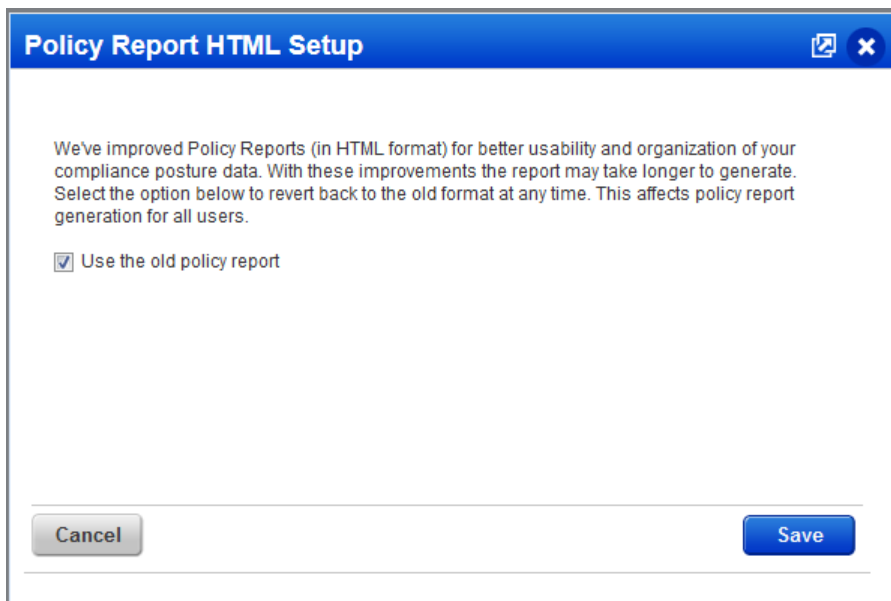 Policy Report HTML Setup
We've improved Policy Reports (in HTML format) for better usability and organization of your
compliance posture data. With these improvements the report may take longer to generate.
Select the option below to revert back to the old format at any time. This affects policy report
generation for all users.
Use the old policy report
Cancel
Save